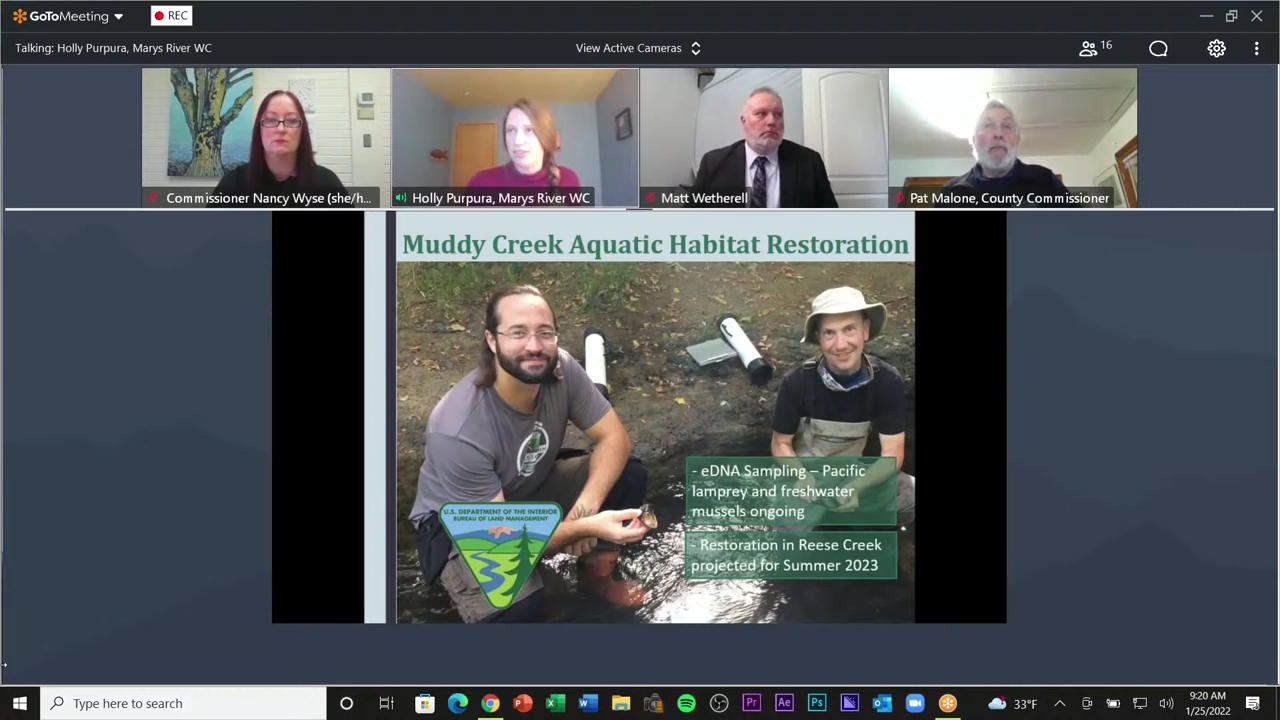 GoToMeeting
REC
Talking: Holly Purpura, Marys River WC
View Active Cameras
16
Commissioner Nancy Wyse (she/h...
Holly Purpura, Marys River WC
Matt Wetherell
Pat Malone, County Commissioner
Muddy Creek Aquatic Habitat Restoration
U.S. DEPARTMENT OF THE INTERIOR
BUREAU OF LAND MANAGEMENT
- eDNA Sampling – Pacific
lamprey and freshwater
mussels ongoing
- Restoration in Reese Creek
projected for Summer 2023
Type here to search
Pr
Ae
Ps
33°F
9:20 AM
1/25/2022